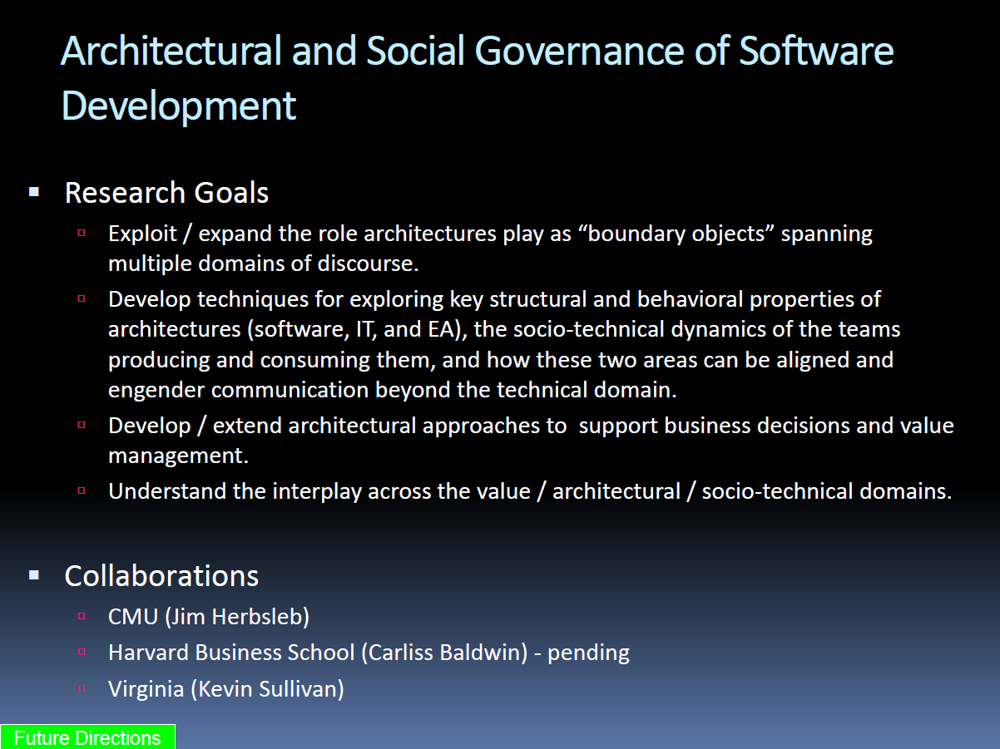 Architectural and Social Governance of Software
Development
Research Goals
Exploit / expand the role architectures play as “boundary objects” spanning
multiple domains of discourse.
Develop techniques for exploring key structural and behavioral properties of
architectures (software, IT, and EA), the socio-technical dynamics of the teams
producing and consuming them, and how these two areas can be aligned and
engender communication beyond the technical domain.
Develop / extend architectural approaches to  support business decisions and value
management.
Understand the interplay across the value / architectural / socio-technical domains.
Collaborations
CMU (Jim Herbsleb)
Harvard Business School (Carliss Baldwin) - pending
Virginia (Kevin Sullivan)
Future Directions